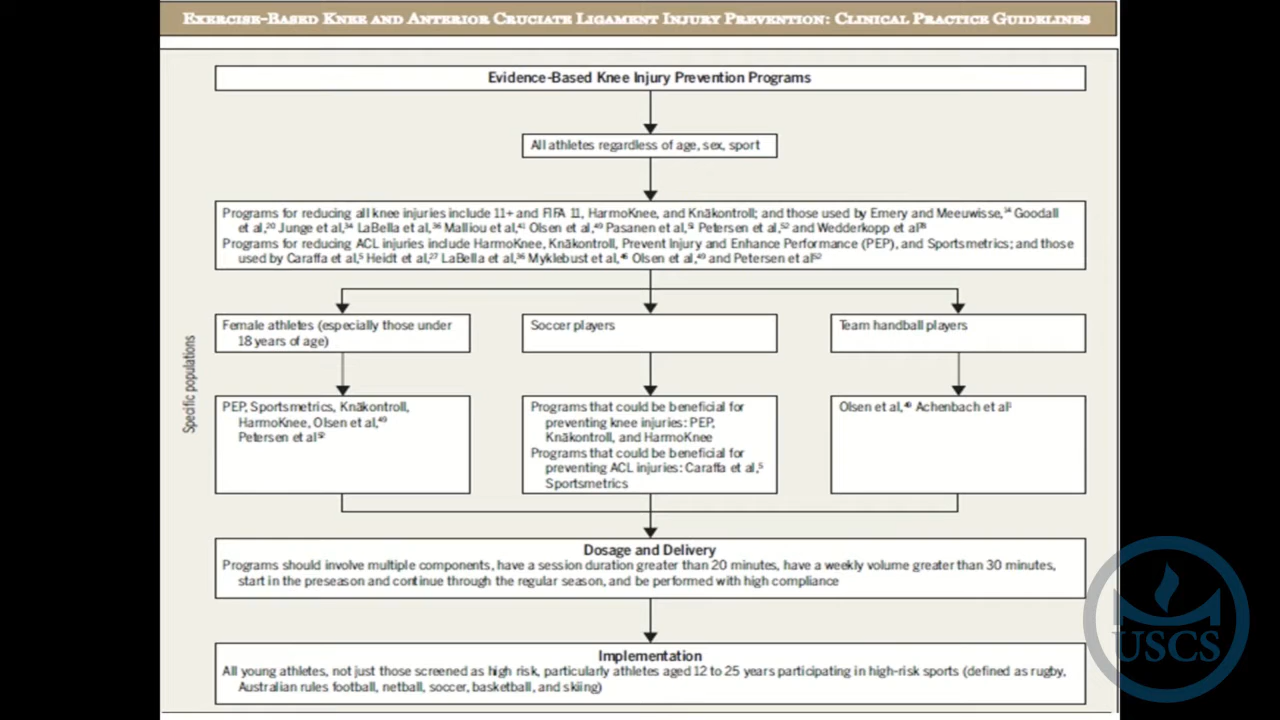 EXERCISE-BASED KNEE AND ANTERIOR CRUCIATE LIGAMENT INJURY PREVENTION: CLINICAL PRACTICE GUIDELINES
Evidence-Based Knee Injury Prevention Programs
All athletes regardless of age, sex, sport
Programs for reducing all knee injuries include 11+ and FIFA 11, HarmoKnee, and Knäkontroll; and those used by Emery and Meeuwisse,¹⁴ Goodall
et al,²⁰ Junge et al,³⁴ LaBella et al,³⁶ Malliou et al,⁴¹ Olsen et al,⁴⁹ Pasanen et al,⁵¹ Petersen et al,⁵² and Wedderkopp et al⁷⁸
Programs for reducing ACL injuries include HarmoKnee, Knäkontroll, Prevent Injury and Enhance Performance (PEP), and Sportsmetrics; and those
used by Caraffa et al,⁵ Heidt et al,²⁷ LaBella et al,³⁶ Myklebust et al,⁴⁶ Olsen et al,⁴⁹ and Petersen et al⁵²
Specific populations
Female athletes (especially those under
18 years of age)
Soccer players
Team handball players
PEP, Sportsmetrics, Knäkontroll,
HarmoKnee, Olsen et al,⁴⁹
Petersen et al⁵²
Programs that could be beneficial for
preventing knee injuries: PEP,
Knäkontroll, and HarmoKnee
Programs that could be beneficial for
preventing ACL injuries: Caraffa et al,⁵
Sportsmetrics
Olsen et al,⁴⁹ Achenbach et al¹
Dosage and Delivery
Programs should involve multiple components, have a session duration greater than 20 minutes, have a weekly volume greater than 30 minutes,
start in the preseason and continue through the regular season, and be performed with high compliance
Implementation
All young athletes, not just those screened as high risk, particularly athletes aged 12 to 25 years participating in high-risk sports (defined as rugby,
Australian rules football, netball, soccer, basketball, and skiing)
USCS